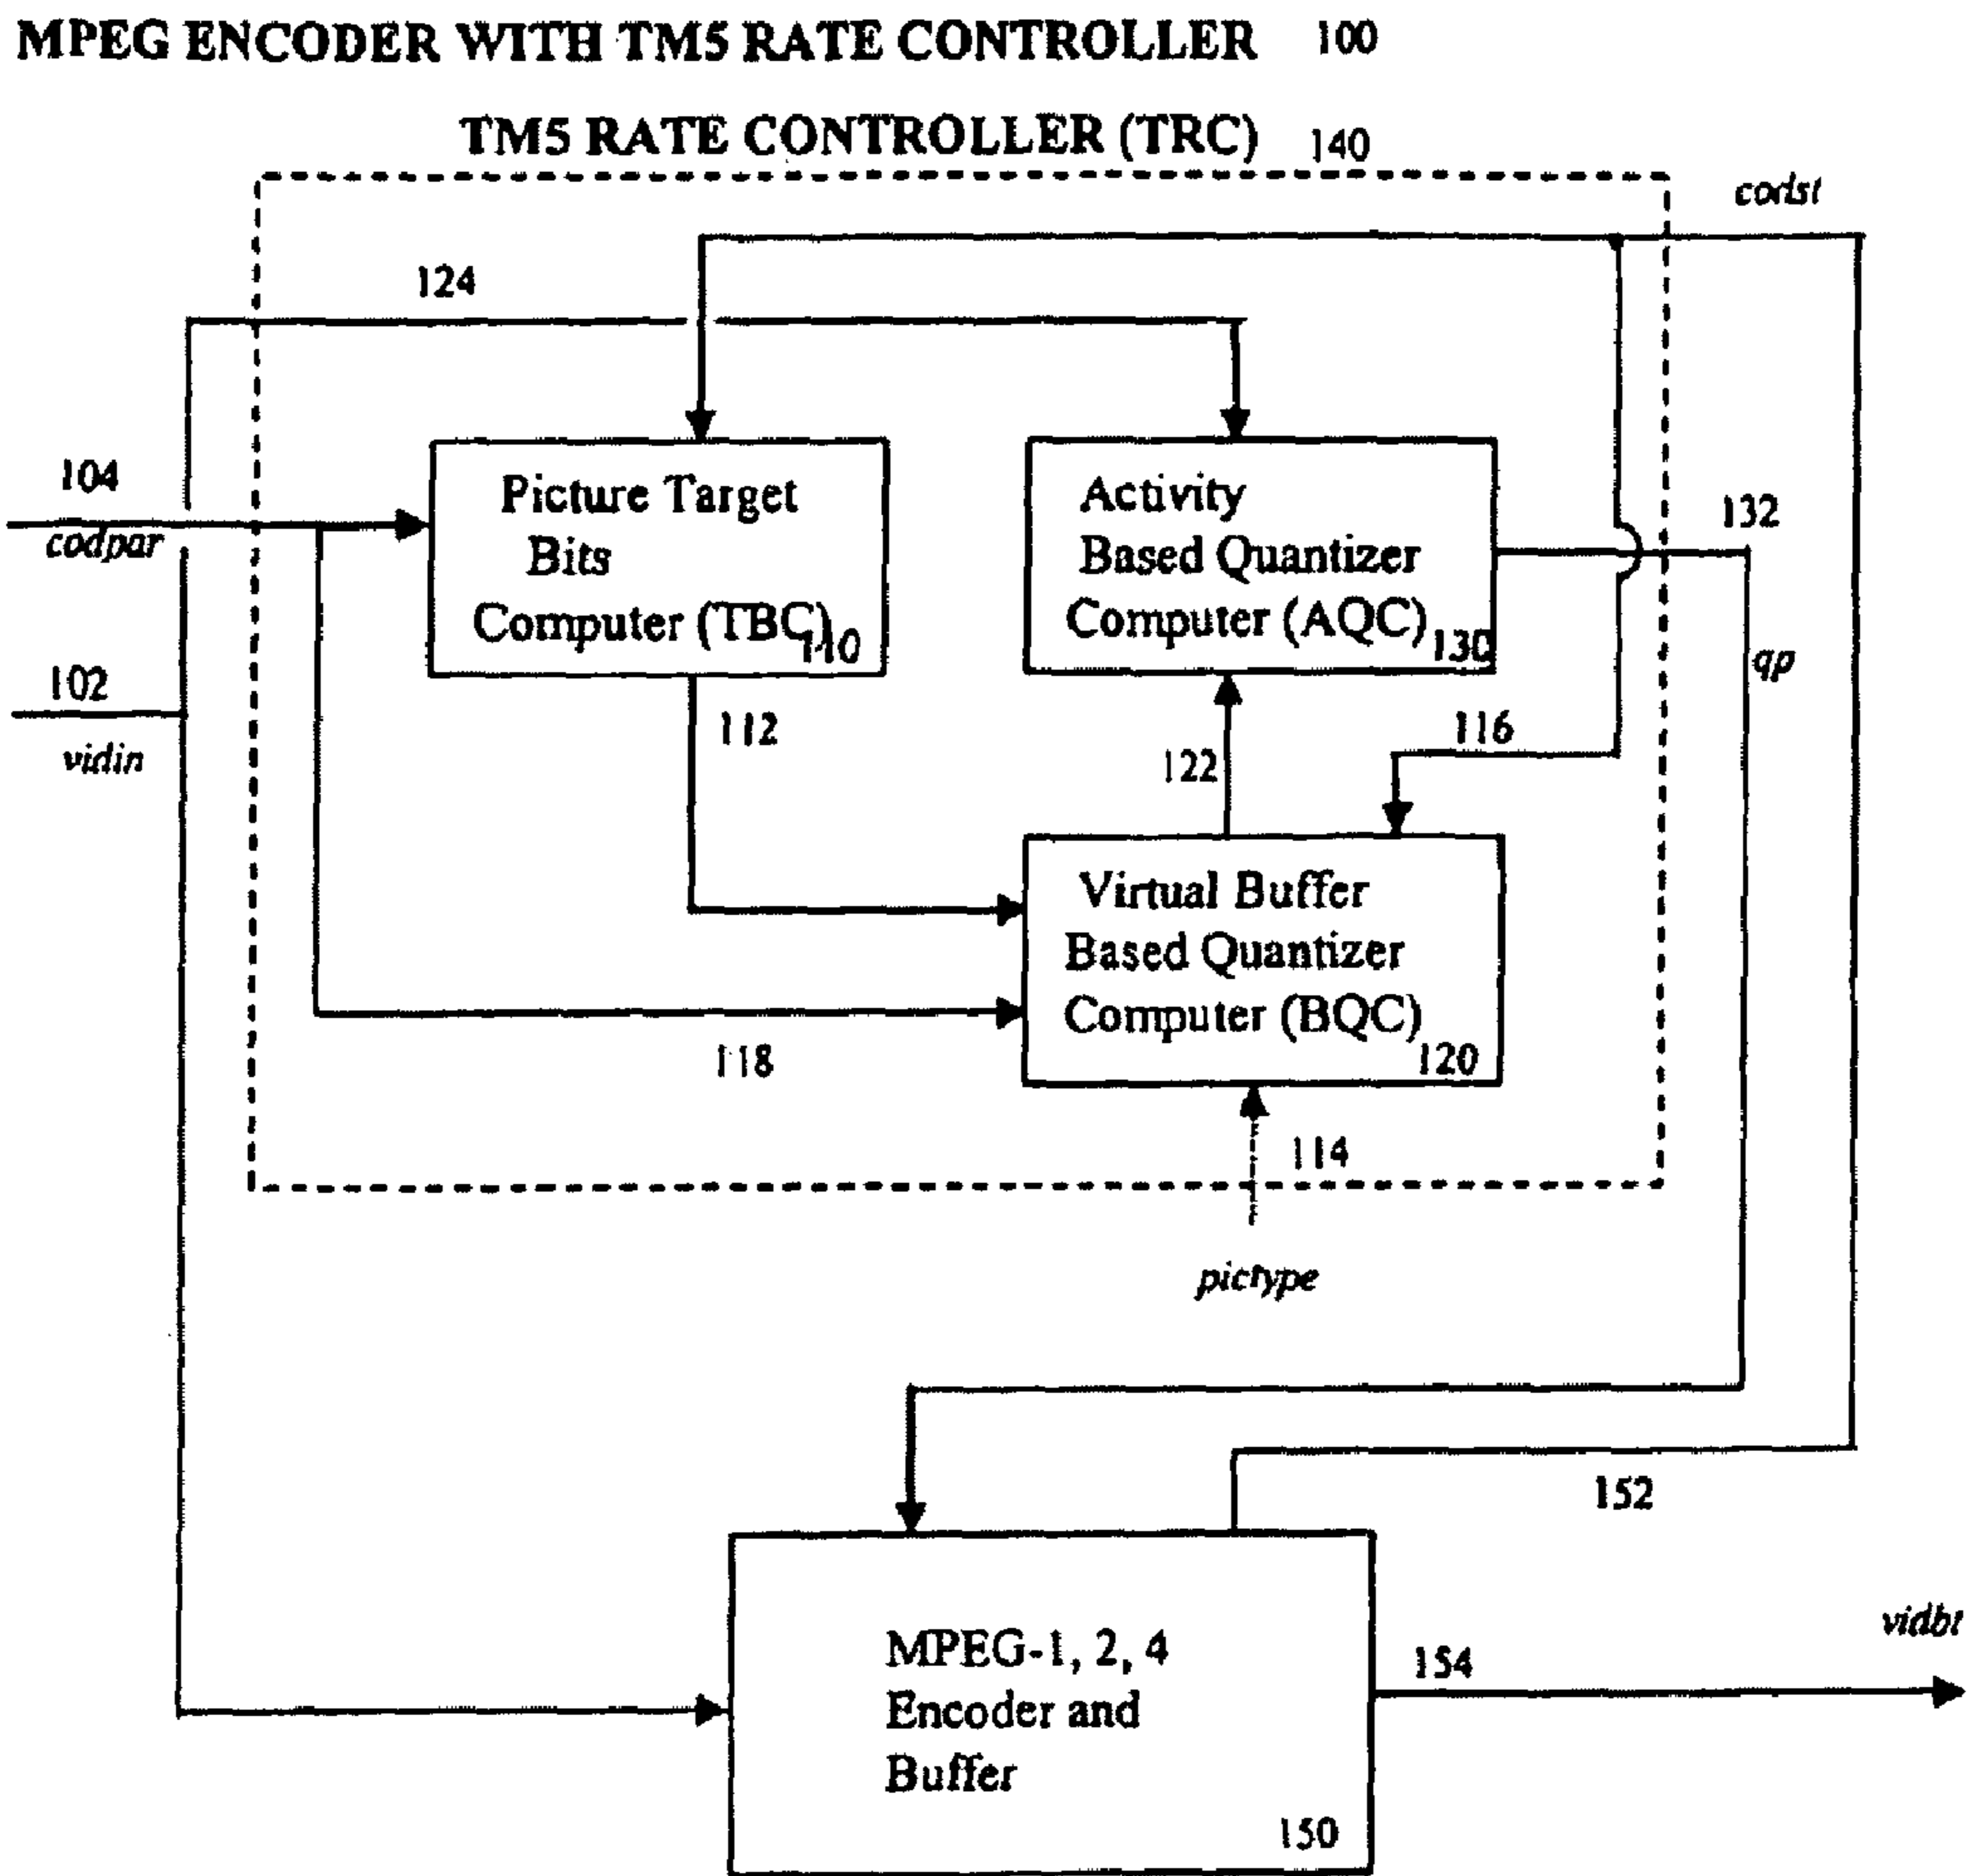 MPEG ENCODER WITH TM5 RATE CONTROLLER 100
TM5 RATE CONTROLLER (TRC) 140
codst
124
104
codpar
Picture Target
Bits
Computer (TBC) 110
Activity
Based Quantizer
Computer (AQC) 130
132
qp
102
vidin
112
122
116
Virtual Buffer
Based Quantizer
Computer (BQC) 120
118
114
pictype
152
MPEG-1, 2, 4
Encoder and
Buffer
150
154
vidbt